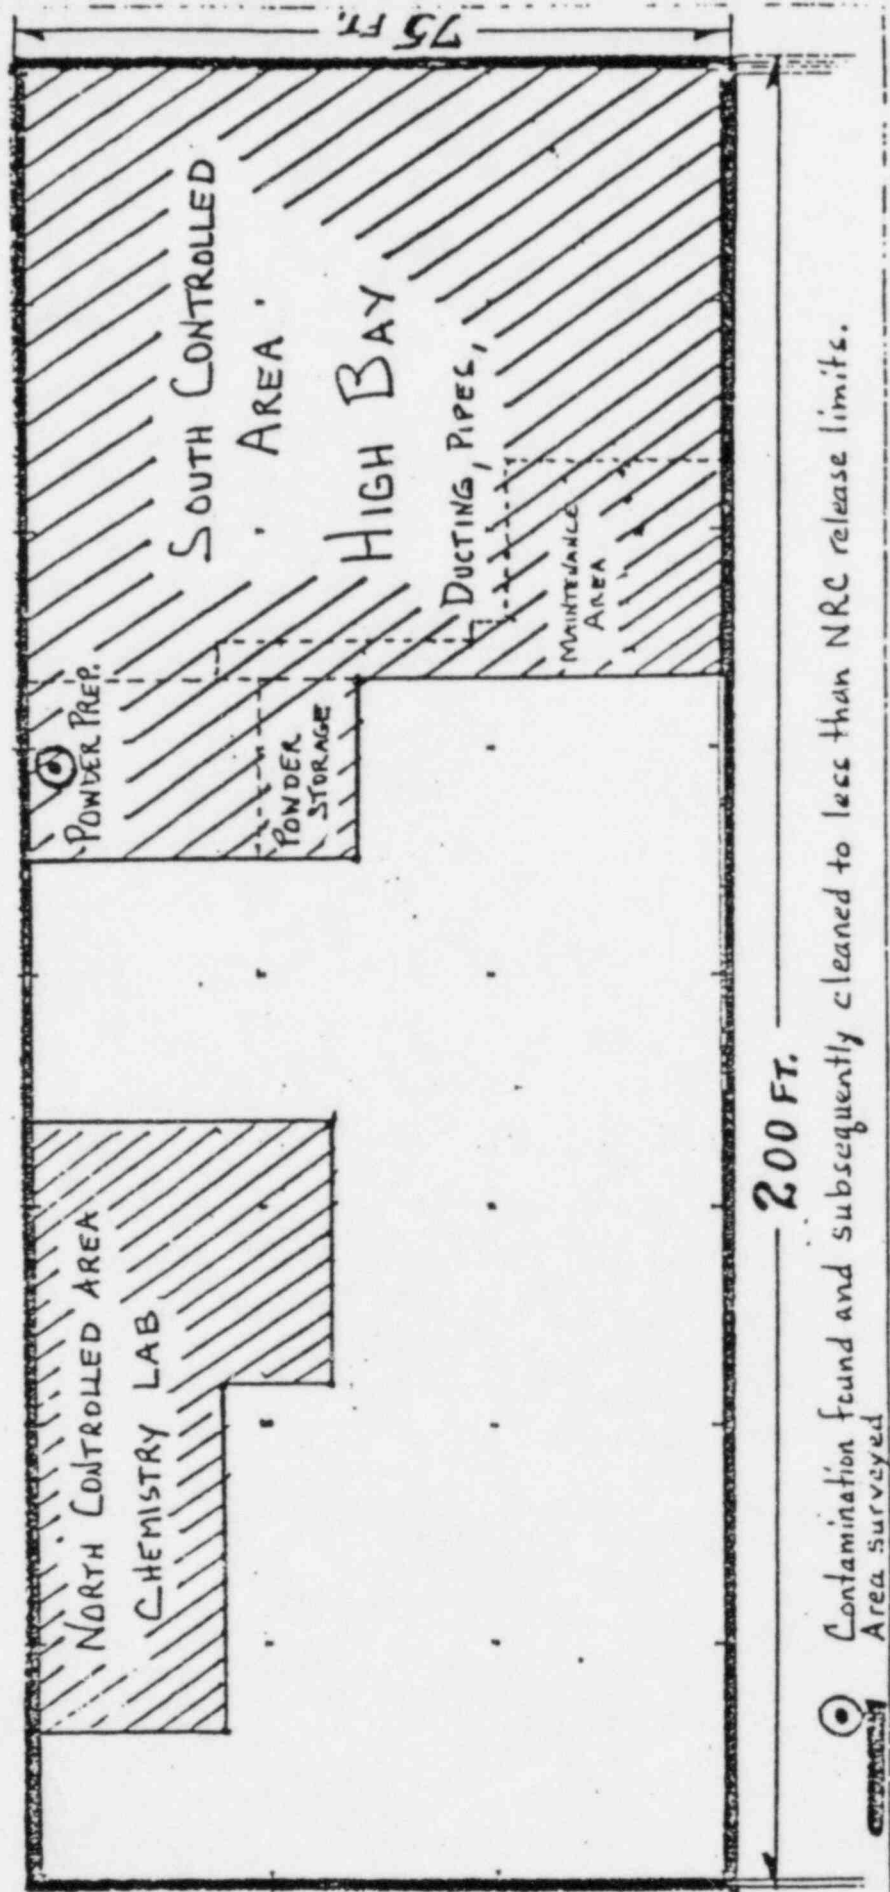 75 FT.
SOUTH CONTROLLED
AREA.
HIGH BAY
DUCTING, PIPES,
MAINTENANCE
AREA
POWDER PREP.
POWDER
STORAGE
NORTH CONTROLLED AREA
CHEMISTRY LAB
200 FT.
Contamination found and subsequently cleaned to less than NRC release limits.
Area surveyed